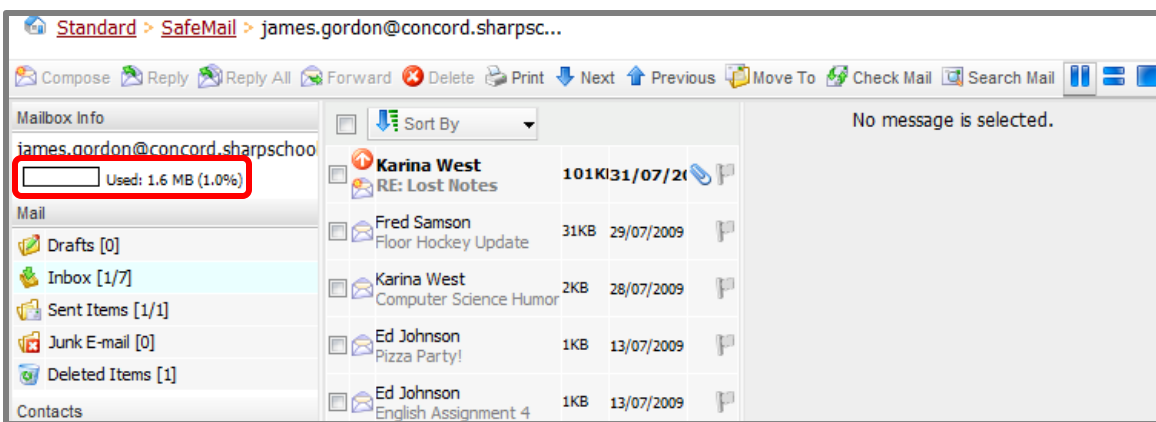 Standard > SafeMail > james.gordon@concord.sharpsc...
Compose Reply Reply All Forward Delete Print Next Previous Move To Check Mail Search Mail
Mailbox Info
james.gordon@concord.sharpschoo
Used: 1.6 MB (1.0%)
Mail
Drafts [0]
Inbox [1/7]
Sent Items [1/1]
Junk E-mail [0]
Deleted Items [1]
Contacts
Sort By
Karina West
RE: Lost Notes
101K 31/07/20
Fred Samson
Floor Hockey Update
31KB 29/07/2009
Karina West
Computer Science Humor
2KB 28/07/2009
Ed Johnson
Pizza Party!
1KB 13/07/2009
Ed Johnson
English Assignment 4
1KB 13/07/2009
No message is selected.